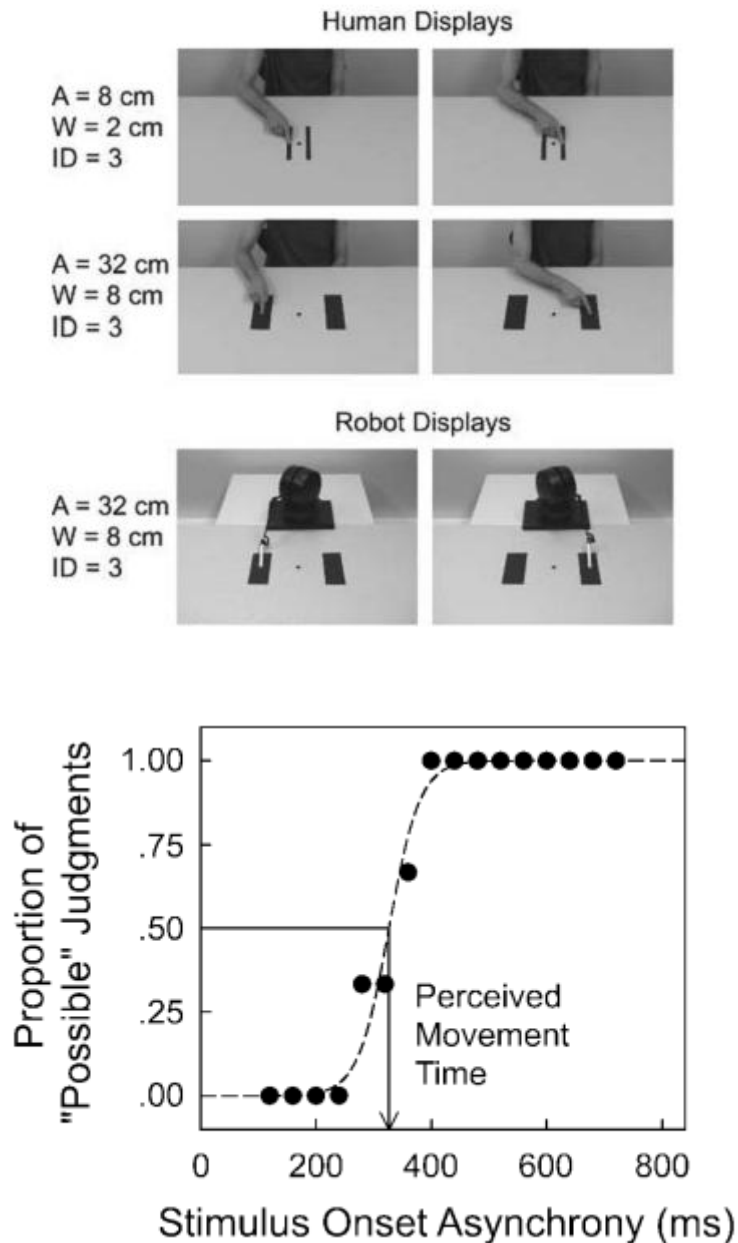 Human Displays
A = 8 cm
W = 2 cm
ID = 3
A = 32 cm
W = 8 cm
ID = 3
Robot Displays
A = 32 cm
W = 8 cm
ID = 3
Proportion of
"Possible" Judgments
1.00
.75
.50
.25
.00
Perceived
Movement
Time
0
200
400
600
800
Stimulus Onset Asynchrony (ms)